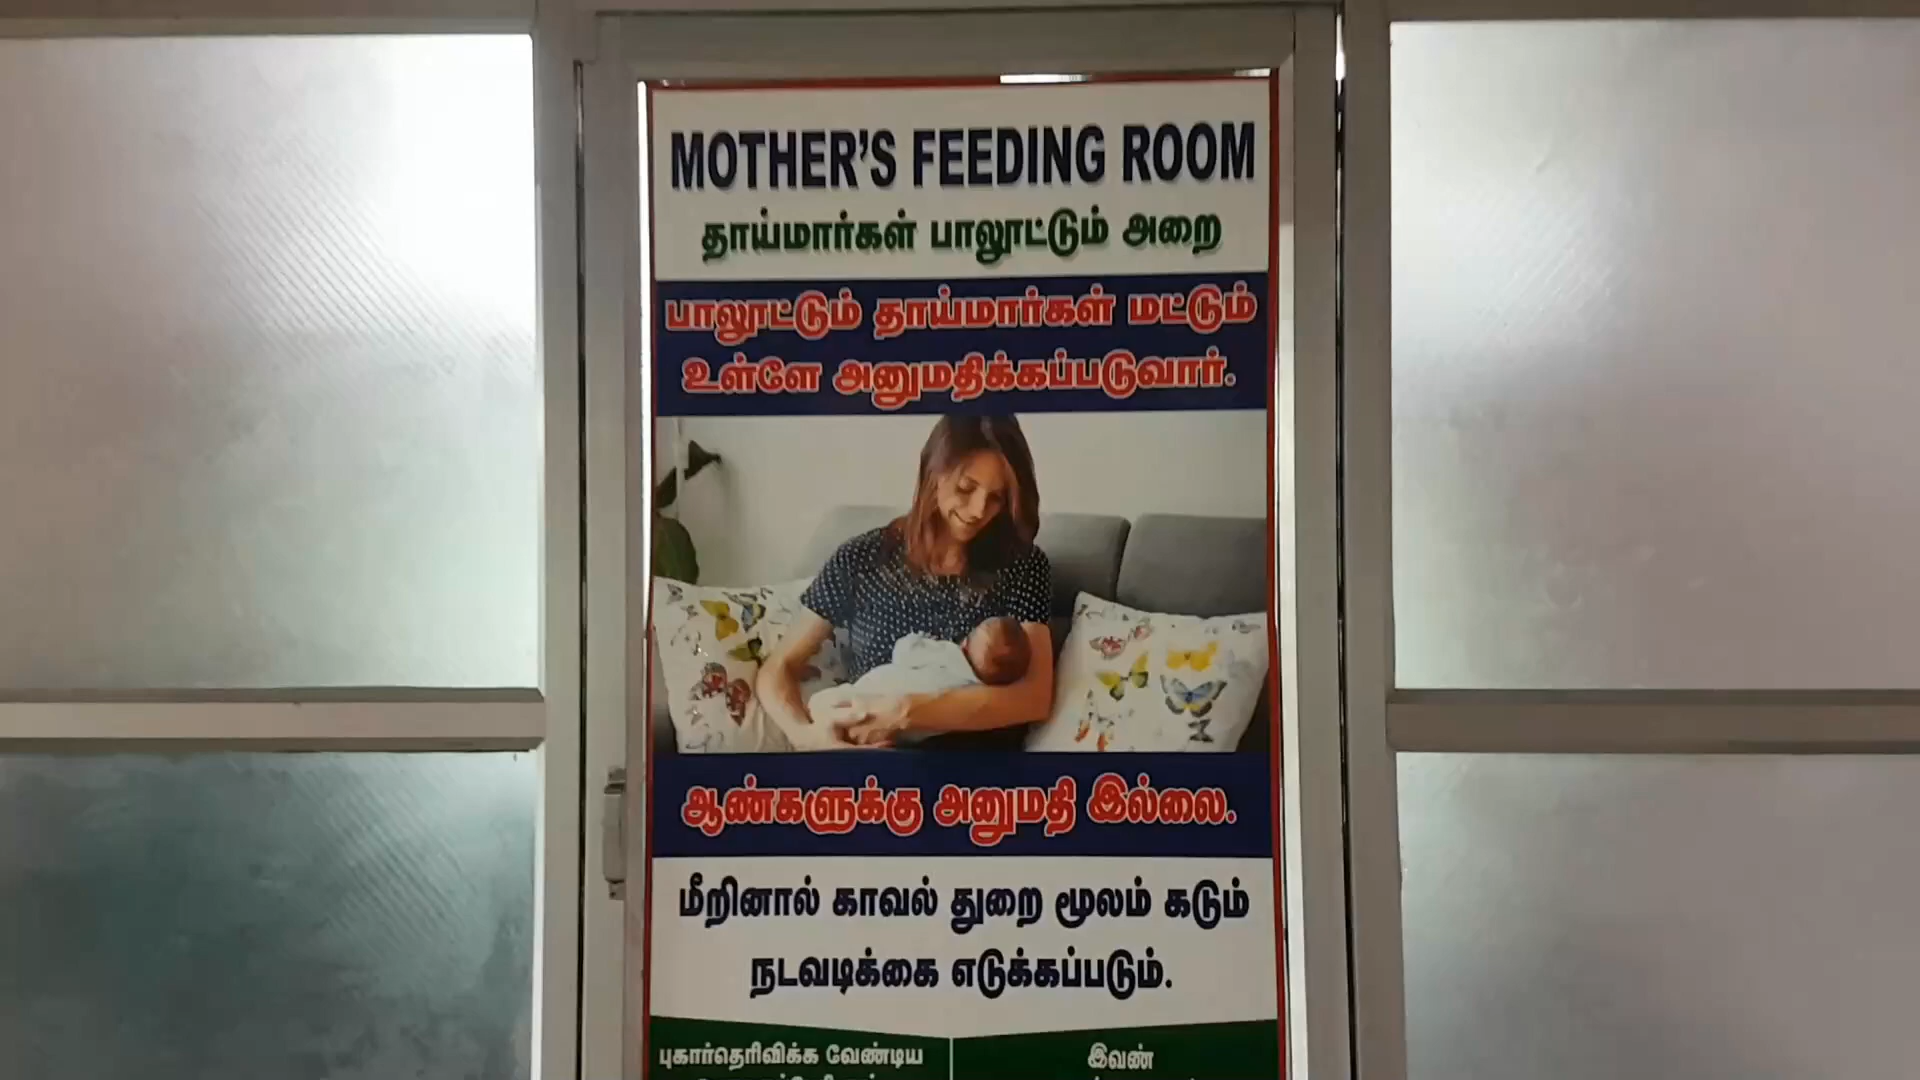 MOTHER'S FEEDING ROOM
தாய்மார்கள் பாலூட்டும் அறை
பாலூட்டும் தாய்மார்கள் மட்டும்
உள்ளே அனுமதிக்கப்படுவார்.
ஆண்களுக்கு அனுமதி இல்லை.
மீறினால் காவல் துறை மூலம் கடும்
நடவடிக்கை எடுக்கப்படும்.
புகார்தெரிவிக்க வேண்டிய
இவண்